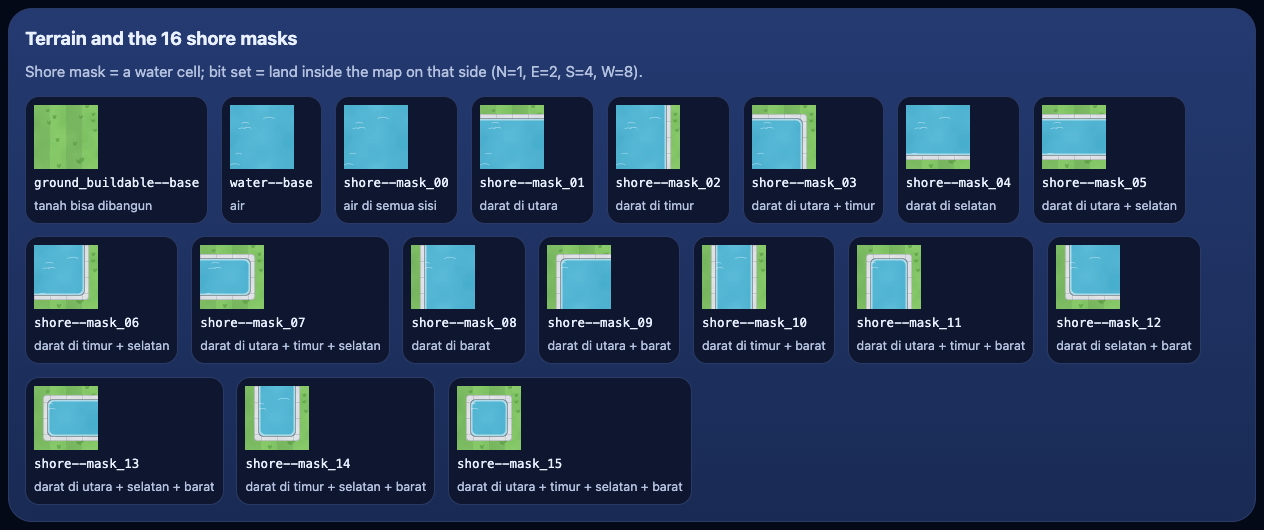 Terrain and the 16 shore masks
Shore mask = a water cell; bit set = land inside the map on that side (N=1, E=2, S=4, W=8).
ground_buildable--base
tanah bisa dibangun
water--base
air
shore--mask_00
air di semua sisi
shore--mask_01
darat di utara
shore--mask_02
darat di timur
shore--mask_03
darat di utara + timur
shore--mask_04
darat di selatan
shore--mask_05
darat di utara + selatan
shore--mask_06
darat di timur + selatan
shore--mask_07
darat di utara + timur + selatan
shore--mask_08
darat di barat
shore--mask_09
darat di utara + barat
shore--mask_10
darat di timur + barat
shore--mask_11
darat di utara + timur + barat
shore--mask_12
darat di selatan + barat
shore--mask_13
darat di utara + selatan + barat
shore--mask_14
darat di timur + selatan + barat
shore--mask_15
darat di utara + timur + selatan + barat